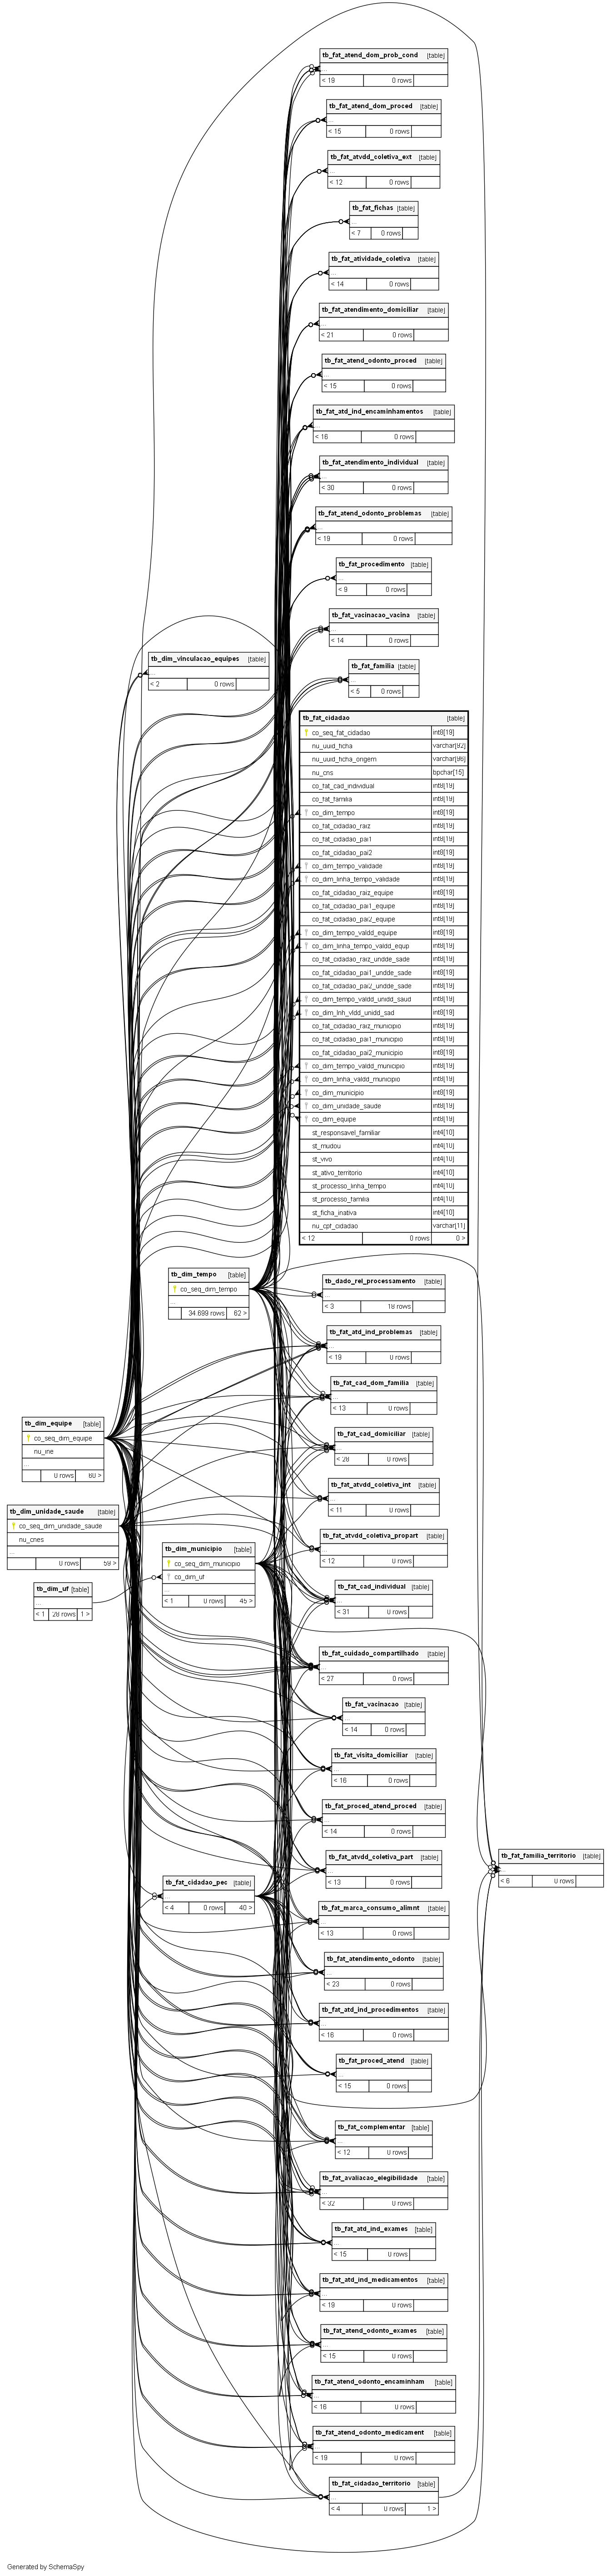 tb_fat_atend_dom_prob_cond [table]
...
< 19 0 rows
tb_fat_atend_dom_proced [table]
...
< 15 0 rows
tb_fat_atvdd_coletiva_ext [table]
...
< 12 0 rows
tb_fat_fichas [table]
...
< 7 0 rows
tb_fat_atividade_coletiva [table]
...
< 14 0 rows
tb_fat_atendimento_domiciliar [table]
...
< 21 0 rows
tb_fat_atend_odonto_proced [table]
...
< 15 0 rows
tb_fat_atd_ind_encaminhamentos [table]
...
< 16 0 rows
tb_fat_atendimento_individual [table]
...
< 30 0 rows
tb_fat_atend_odonto_problemas [table]
...
< 19 0 rows
tb_fat_procedimento [table]
...
< 9 0 rows
tb_fat_vacinacao_vacina [table]
...
< 14 0 rows
tb_dim_vinculacao_equipes [table]
...
< 2 0 rows
tb_fat_familia [table]
...
< 5 0 rows
tb_fat_cidadao [table]
co_seq_fat_cidadao int8[19]
nu_uuid_ficha varchar[92]
nu_uuid_ficha_origem varchar[96]
nu_cns bpchar[15]
co_fat_cad_individual int8[19]
co_fat_familia int8[19]
co_dim_tempo int8[19]
co_fat_cidadao_raiz int8[19]
co_fat_cidadao_pai1 int8[19]
co_fat_cidadao_pai2 int8[19]
co_dim_tempo_validade int8[19]
co_dim_linha_tempo_validade int8[19]
co_fat_cidadao_raiz_equipe int8[19]
co_fat_cidadao_pai1_equipe int8[19]
co_fat_cidadao_pai2_equipe int8[19]
co_dim_tempo_valdd_equipe int8[19]
co_dim_linha_tempo_valdd_equp int8[19]
co_fat_cidadao_raiz_undde_sade int8[19]
co_fat_cidadao_pai1_undde_sade int8[19]
co_fat_cidadao_pai2_undde_sade int8[19]
co_dim_tempo_valdd_unidd_saud int8[19]
co_dim_lnh_vldd_unidd_sad int8[19]
co_fat_cidadao_raiz_municipio int8[19]
co_fat_cidadao_pai1_municipio int8[19]
co_fat_cidadao_pai2_municipio int8[19]
co_dim_tempo_valdd_municipio int8[19]
co_dim_linha_valdd_municipio int8[19]
co_dim_municipio int8[19]
co_dim_unidade_saude int8[19]
co_dim_equipe int8[19]
st_responsavel_familiar int4[10]
st_mudou int4[10]
st_vivo int4[10]
st_ativo_territorio int4[10]
st_processo_linha_tempo int4[10]
st_processo_familia int4[10]
st_ficha_inativa int4[10]
nu_cpf_cidadao varchar[11]
< 12 0 rows 0 >
tb_dim_tempo [table]
co_seq_dim_tempo
...
34.699 rows 62 >
tb_dado_rel_processamento [table]
...
< 3 18 rows
tb_fat_atd_ind_problemas [table]
...
< 19 0 rows
tb_fat_cad_dom_familia [table]
...
< 13 0 rows
tb_dim_equipe [table]
co_seq_dim_equipe
nu_ine
...
0 rows 60 >
tb_fat_cad_domiciliar [table]
...
< 28 0 rows
tb_fat_atvdd_coletiva_int [table]
...
< 11 0 rows
tb_dim_unidade_saude [table]
co_seq_dim_unidade_saude
nu_cnes
...
0 rows 59 >
tb_fat_atvdd_coletiva_propart [table]
...
< 12 0 rows
tb_dim_municipio [table]
co_seq_dim_municipio
co_dim_uf
...
< 1 0 rows 45 >
tb_dim_uf [table]
...
< 1 28 rows 1 >
tb_fat_cad_individual [table]
...
< 31 0 rows
tb_fat_cuidado_compartilhado [table]
...
< 27 0 rows
tb_fat_vacinacao [table]
...
< 14 0 rows
tb_fat_visita_domiciliar [table]
...
< 16 0 rows
tb_fat_proced_atend_proced [table]
...
< 14 0 rows
tb_fat_atvdd_coletiva_part [table]
...
< 13 0 rows
tb_fat_familia_territorio [table]
...
< 6 0 rows
tb_fat_cidadao_pec [table]
...
< 4 0 rows 40 >
tb_fat_marca_consumo_alimnt [table]
...
< 13 0 rows
tb_fat_atendimento_odonto [table]
...
< 23 0 rows
tb_fat_atd_ind_procedimentos [table]
...
< 16 0 rows
tb_fat_proced_atend [table]
...
< 15 0 rows
tb_fat_complementar [table]
...
< 12 0 rows
tb_fat_avaliacao_elegibilidade [table]
...
< 32 0 rows
tb_fat_atd_ind_exames [table]
...
< 15 0 rows
tb_fat_atd_ind_medicamentos [table]
...
< 19 0 rows
tb_fat_atend_odonto_exames [table]
...
< 15 0 rows
tb_fat_atend_odonto_encaminham [table]
...
< 16 0 rows
tb_fat_atend_odonto_medicament [table]
...
< 19 0 rows
tb_fat_cidadao_territorio [table]
...
< 4 0 rows 1 >
Generated by SchemaSpy